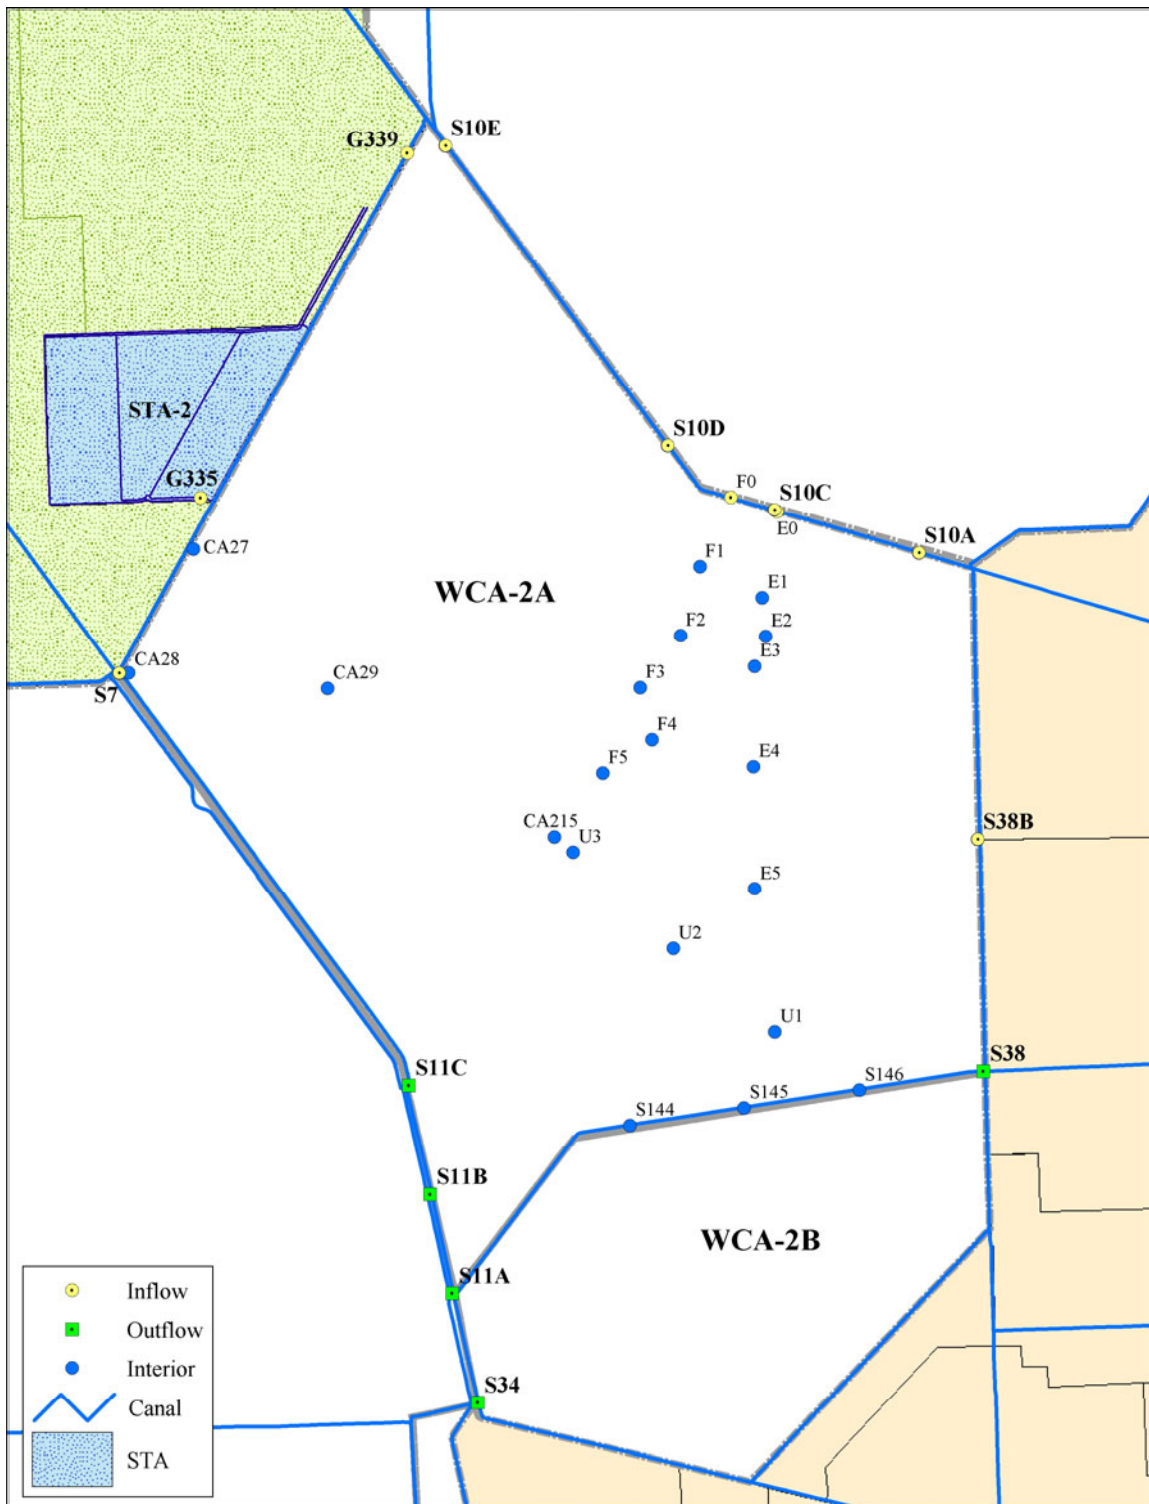 S10E
G339
STA-2
S10D
G335
F0
S10C
E0
S10A
CA27
F1
WCA-2A
E1
F2
E2
E3
CA28
CA29
S7
F3
F4
E4
F5
CA215
U3
S38B
E5
U2
U1
S38
S11C
S146
S145
S144
S11B
WCA-2B
S11A
S34
Inflow
Outflow
Interior
Canal
STA